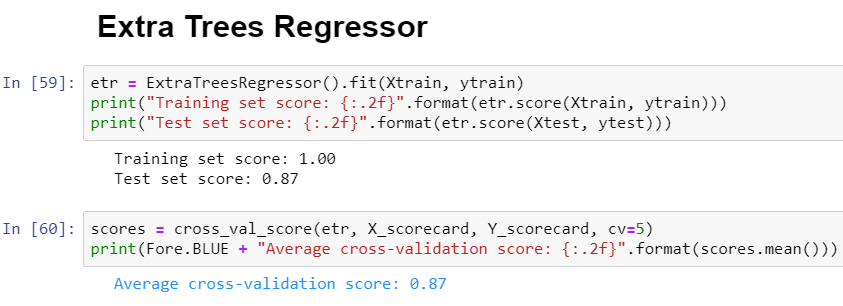 Extra Trees Regressor
In [59]: etr = ExtraTreesRegressor().fit(Xtrain, ytrain)
print("Training set score: {:.2f}".format(etr.score(Xtrain, ytrain)))
print("Test set score: {:.2f}".format(etr.score(Xtest, ytest)))
Training set score: 1.00
Test set score: 0.87
In [60]: scores = cross_val_score(etr, X_scorecard, Y_scorecard, cv=5)
print(Fore.BLUE + "Average cross-validation score: {:.2f}".format(scores.mean()))
Average cross-validation score: 0.87